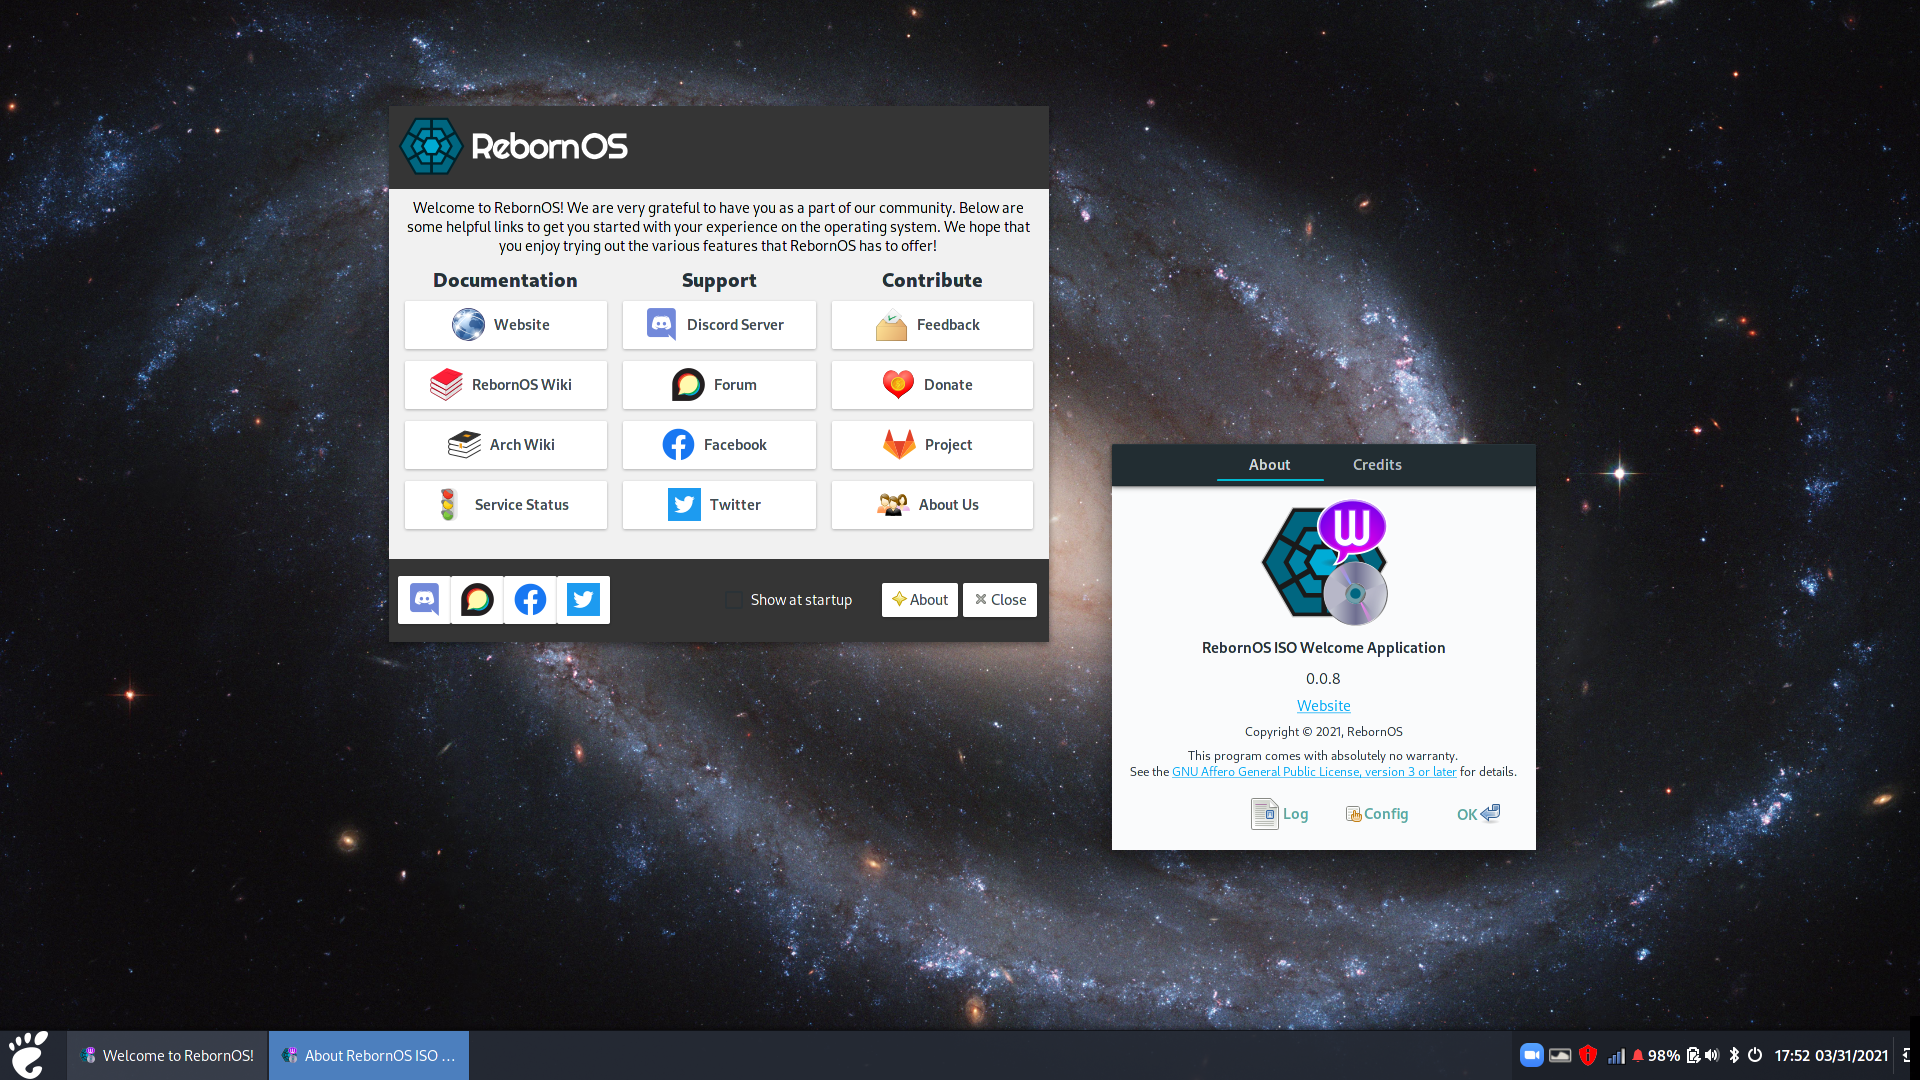 RebornOS
Welcome to RebornOS! We are very grateful to have you as a part of our community. Below are
some helpful links to get you started with your experience on the operating system. We hope that
you enjoy trying out the various features that RebornOS has to offer!
Documentation
Support
Contribute
Website
Discord Server
Feedback
RebornOS Wiki
Forum
Donate
Arch Wiki
Facebook
Project
Service Status
Twitter
About Us
Show at startup
About
Close
About
Credits
W
RebornOS ISO Welcome Application
0.0.8
Website
Copyright © 2021, RebornOS
This program comes with absolutely no warranty.
See the GNU Affero General Public License, version 3 or later for details.
Log
Config
OK
Welcome to RebornOS!
About RebornOS ISO ...
98%
17:52 03/31/2021